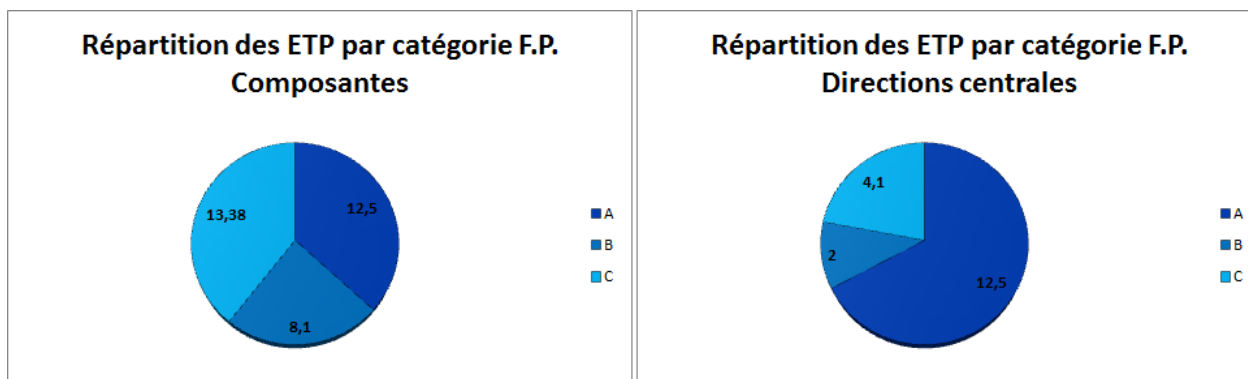 Répartition des ETP par catégorie F.P.
Composantes
13,38
12,5
8,1
A
B
C
Répartition des ETP par catégorie F.P.
Directions centrales
4,1
2
12,5
A
B
C